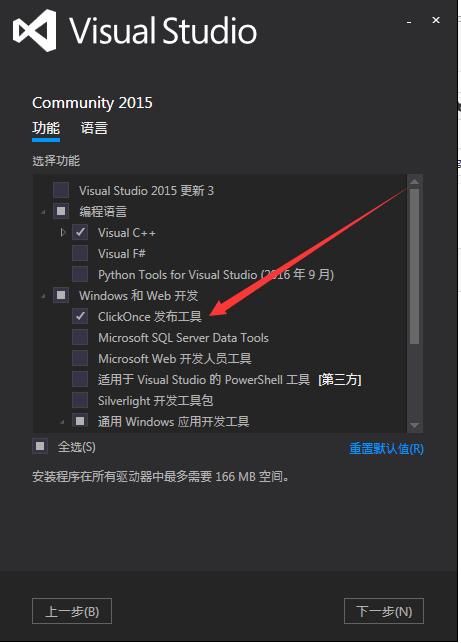 Visual Studio
Community 2015
功能 语言
选择功能
Visual Studio 2015 更新 3
编程语言
Visual C++
Visual F#
Python Tools for Visual Studio (2016 年 9 月)
Windows 和 Web 开发
ClickOnce 发布工具
Microsoft SQL Server Data Tools
Microsoft Web 开发人员工具
适用于 Visual Studio 的 PowerShell 工具 [第三方]
Silverlight 开发工具包
通用 Windows 应用开发工具
全选(S) 重置默认值(R)
安装程序在所有驱动器中最多需要 166 MB 空间。
上一步(B) 下一步(N)